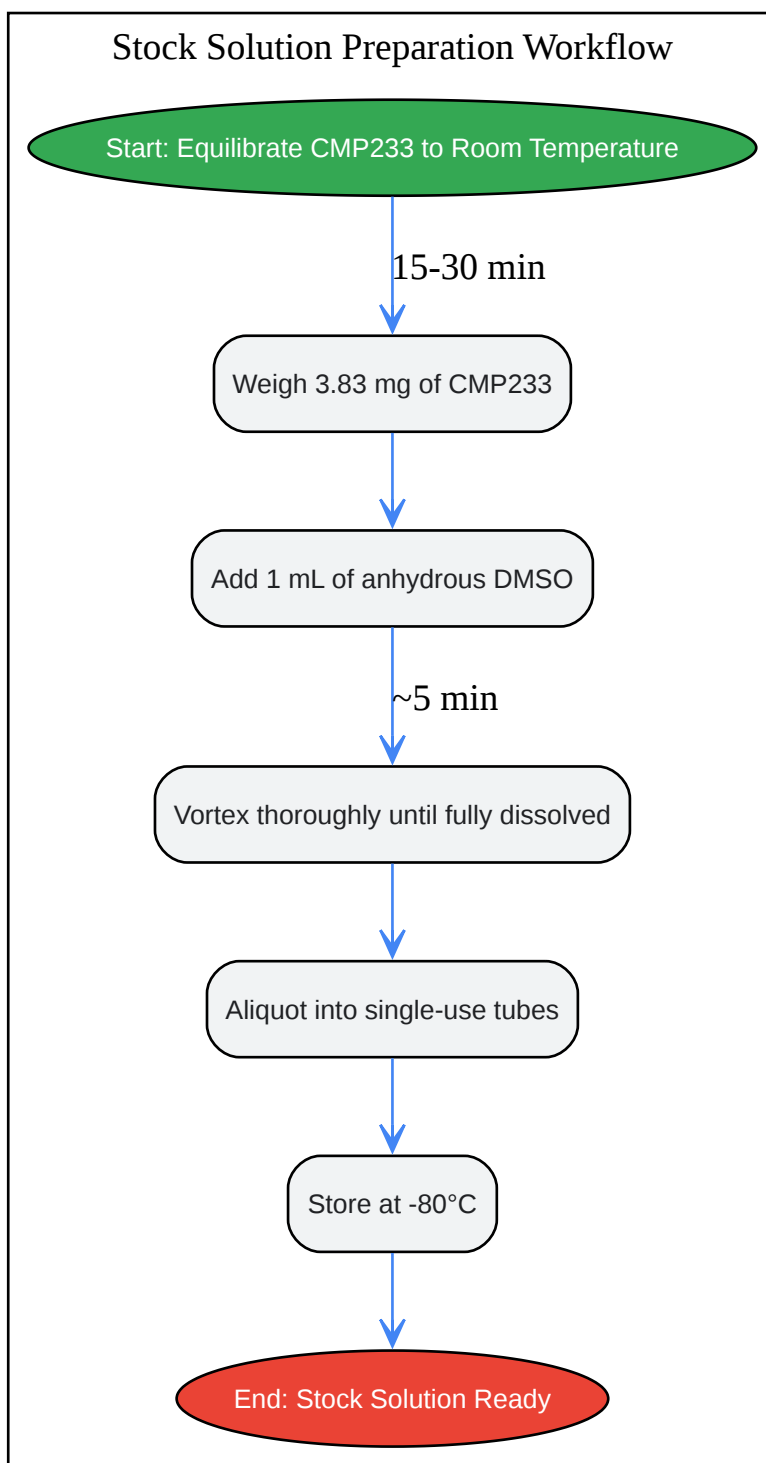 Stock Solution Preparation Workflow
Start: Equilibrate CMP233 to Room Temperature
15-30 min
Weigh 3.83 mg of CMP233
Add 1 mL of anhydrous DMSO
~5 min
Vortex thoroughly until fully dissolved
Aliquot into single-use tubes
Store at -80°C
End: Stock Solution Ready